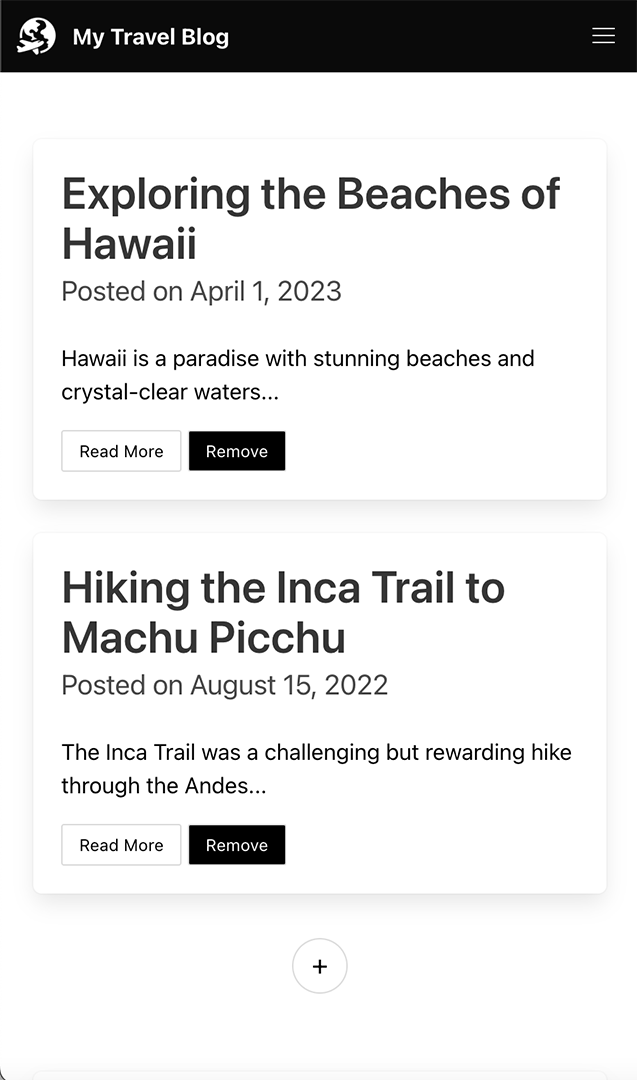 My Travel Blog
Exploring the Beaches of
Hawaii
Posted on April 1, 2023
Hawaii is a paradise with stunning beaches and
crystal-clear waters...
Read More Remove
Hiking the Inca Trail to
Machu Picchu
Posted on August 15, 2022
The Inca Trail was a challenging but rewarding hike
through the Andes...
Read More Remove
+